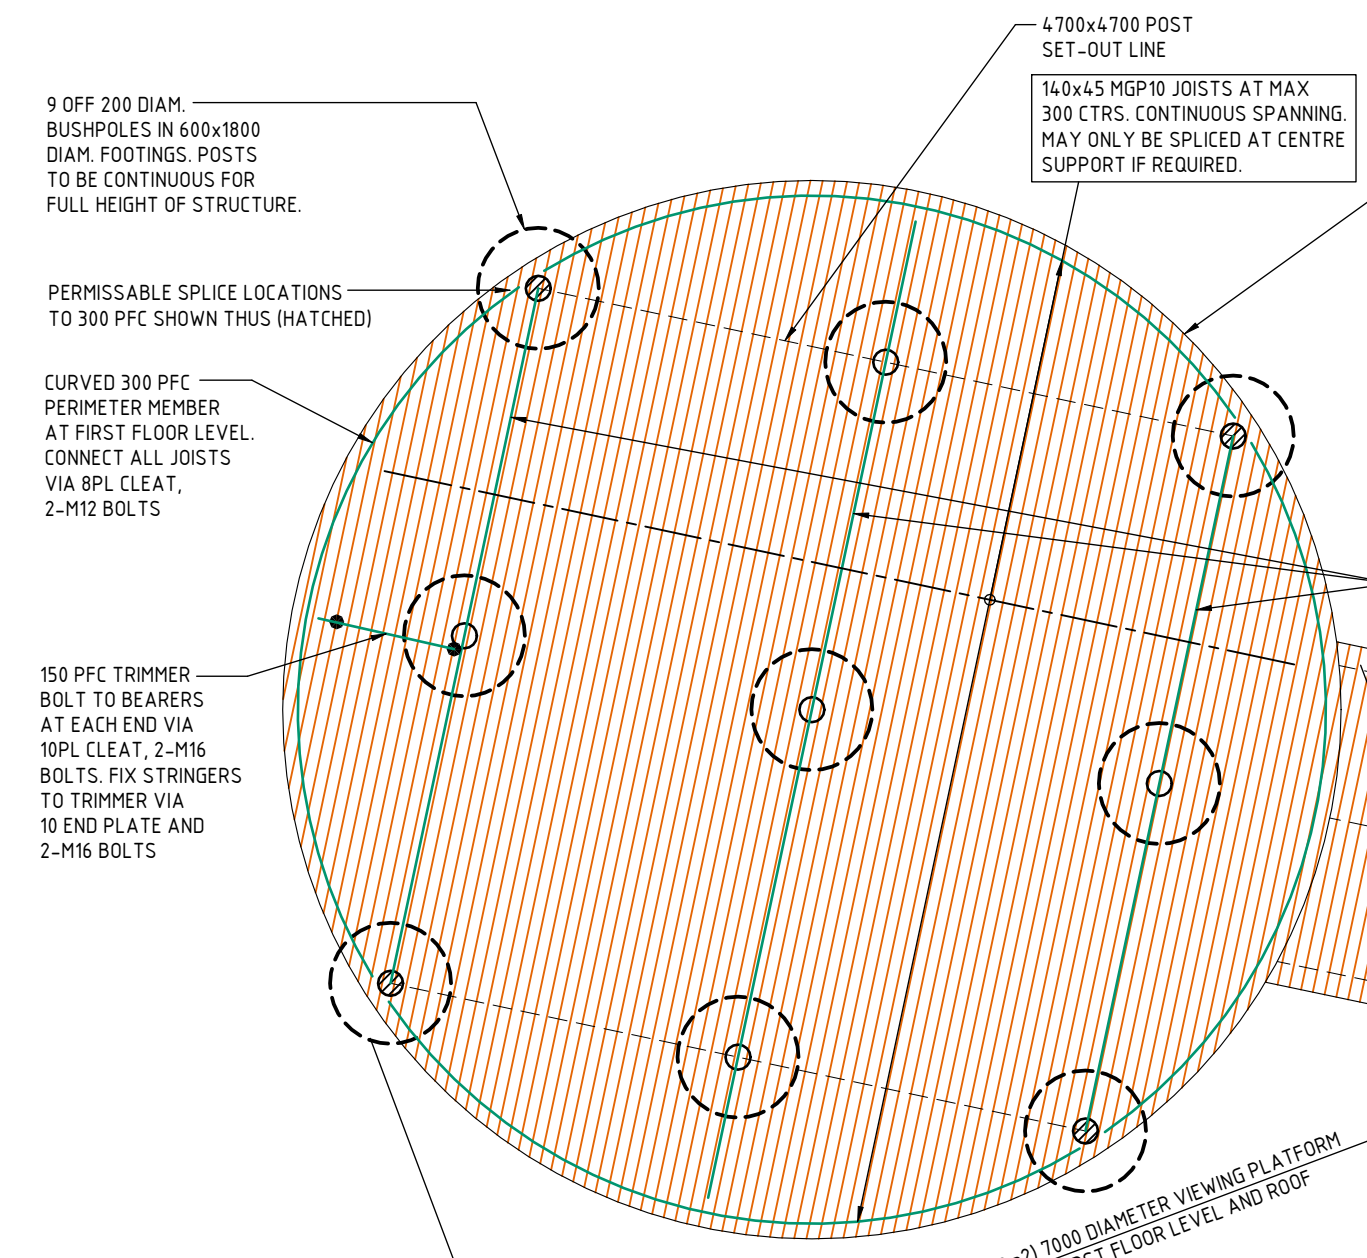 4700x4700 POST
SET-OUT LINE
140x45 MGP10 JOISTS AT MAX
300 CTRS. CONTINUOUS SPANNING.
MAY ONLY BE SPLICED AT CENTRE
SUPPORT IF REQUIRED.
9 OFF 200 DIAM.
BUSHPOLES IN 600x1800
DIAM. FOOTINGS. POSTS
TO BE CONTINUOUS FOR
FULL HEIGHT OF STRUCTURE.
PERMISSABLE SPLICE LOCATIONS
TO 300 PFC SHOWN THUS (HATCHED)
CURVED 300 PFC
PERIMETER MEMBER
AT FIRST FLOOR LEVEL.
CONNECT ALL JOISTS
VIA 8PL CLEAT,
2-M12 BOLTS
150 PFC TRIMMER
BOLT TO BEARERS
AT EACH END VIA
10PL CLEAT, 2-M16
BOLTS. FIX STRINGERS
TO TRIMMER VIA
10 END PLATE AND
2-M16 BOLTS
7000 DIAMETER VIEWING PLATFORM
FLOOR LEVEL AND ROOF